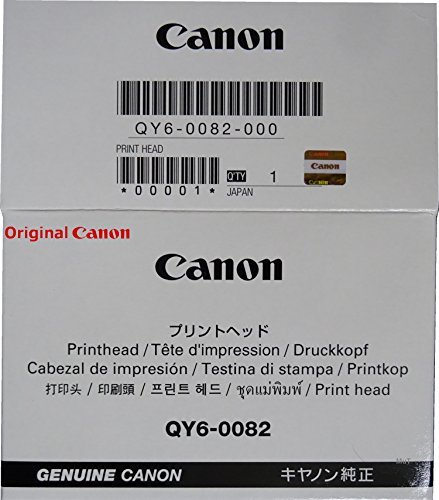 Canon
QY6-0082-000
PRINT HEAD
Canon
*00001*
Q'TY 1
JAPAN
Original Canon
Canon
プリントヘッド
Printhead / Tête d'impression / Druckkopf
Cabezal de impresión / Testina di stampa / Printkop
打印头 / 印刷頭 / 프린트 헤드 / ชุดแม่พิมพ์ / Print head
QY6-0082
GENUINE CANON キヤノン純正